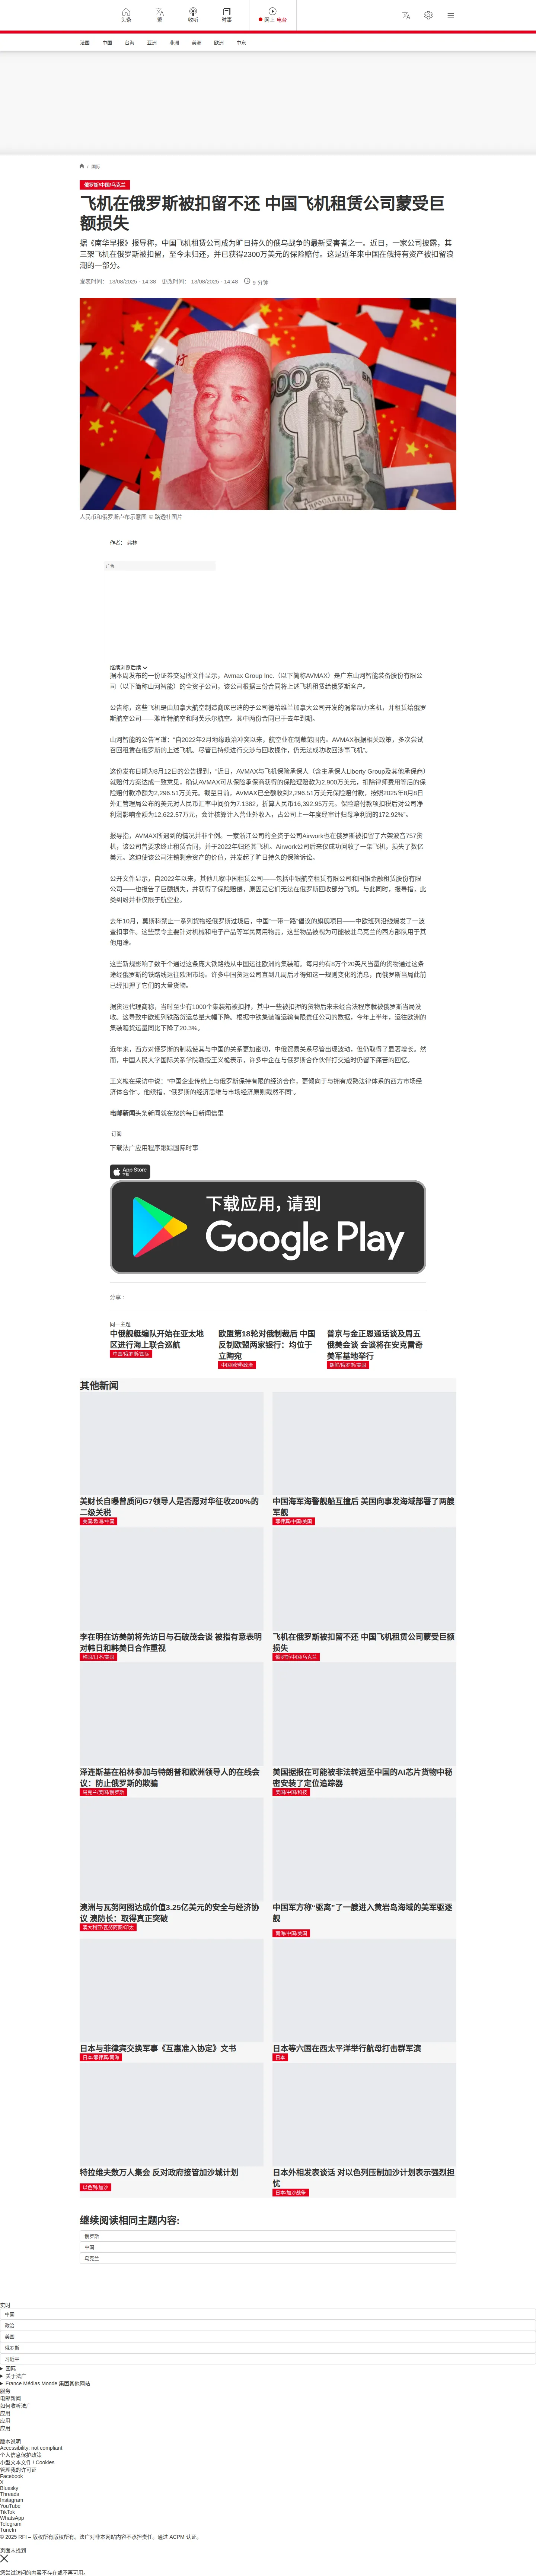 头条
繁
收听
时事
网上 电台
法国
中国
台海
亚洲
非洲
美洲
欧洲
中东
/ 国际
俄罗斯/中国/乌克兰
飞机在俄罗斯被扣留不还 中国飞机租赁公司蒙受巨
额损失
据《南华早报》报导称，中国飞机租赁公司成为旷日持久的俄乌战争的最新受害者之一。近日，一家公司披露，其
三架飞机在俄罗斯被扣留，至今未归还，并已获得2300万美元的保险赔付。这是近年来中国在俄持有资产被扣留浪
潮的一部分。
发表时间： 13/08/2025 - 14:38 更改时间： 13/08/2025 - 14:49 9 分钟
人民币和俄罗斯卢布示意图 © 路透社图片
作者： 弗林
广告
继续浏览后续
据本周发布的一份证券交易所文件显示，Avmax Group Inc.（以下简称AVMAX）是广东山河智能装备股份有限公
司（以下简称山河智能）的全资子公司，该公司根据三份合同将上述飞机租赁给俄罗斯客户。
公告称，这些飞机是由加拿大航空制造商庞巴迪的子公司德哈维兰加拿大公司开发的涡桨动力客机，并租赁给俄罗
斯航空公司——雅库特航空和阿芙乐尔航空。其中两份合同已于去年到期。
山河智能的公告写道：“自2022年2月地缘政治冲突以来，航空业在制裁范围内。AVMAX根据相关政策，多次尝试
召回租赁在俄罗斯的上述飞机。尽管已持续进行交涉与回收操作，仍无法成功收回涉事飞机”。
这份发布日期为8月12日的公告提到，“近日，AVMAX与飞机保险承保人（含主承保人Liberty Group及其他承保商）
就赔付方案达成一致意见，确认AVMAX可从保险承保商获得的保险理赔款为2,900万美元，扣除律师费用等后的保
险赔付款净额为2,296.51万美元。截至目前，AVMAX已全额收到2,296.51万美元保险赔付款，按照2025年8月8日
外汇管理局公布的美元对人民币汇率中间价为7.1382，折算人民币16,392.95万元。保险赔付款项扣税后对公司净
利润影响金额为12,622.57万元，会计核算计入营业外收入，占公司上一年度经审计归母净利润的172.92%”。
报导指，AVMAX所遇到的情况并非个例。一家浙江公司的全资子公司Airwork也在俄罗斯被扣留了六架波音757货
机，该公司曾要求终止租赁合同，并于2022年归还其飞机。Airwork公司后来仅成功回收了一架飞机，损失了数亿
美元。这迫使该公司注销剩余资产的价值，并发起了旷日持久的保险诉讼。
公开文件显示，自2022年以来，其他几家中国租赁公司——包括中银航空租赁有限公司和国银金融租赁股份有限
公司——也报告了巨额损失，并获得了保险赔偿，原因是它们无法在俄罗斯回收部分飞机。与此同时，报导指，此
类纠纷并非仅限于航空业。
去年10月，莫斯科禁止一系列货物经俄罗斯过境后，中国“一带一路”倡议的旗舰项目——中欧班列沿线爆发了一波
查扣事件。这些禁令主要针对机械和电子产品等军民两用物品，这些物品被视为可能被驻乌克兰的西方部队用于其
他用途。
这些新规影响了数千个通过这条庞大铁路线从中国运往欧洲的集装箱。每月约有8万个20英尺当量的货物通过这条
途经俄罗斯的铁路线运往欧洲市场。许多中国货运公司直到几周后才得知这一规则变化的消息，而俄罗斯当局此前
已经扣押了它们的大量货物。
据货运代理商称，当时至少有1000个集装箱被扣押，其中一些被扣押的货物后来未经合法程序就被俄罗斯当局没
收。这导致中欧班列铁路货运总量大幅下降。根据中铁集装箱运输有限责任公司的数据，今年上半年，运往欧洲的
集装箱货运量同比下降了20.3%。
近年来，西方对俄罗斯的制裁使其与中国的关系更加密切，中俄贸易关系尽管出现波动，但仍取得了显著增长。然
而，中国人民大学国际关系学院教授王义桅表示，许多中企在与俄罗斯合作伙伴打交道时仍留下痛苦的回忆。
王义桅在采访中说：“中国企业传统上与俄罗斯保持有限的经济合作，更倾向于与拥有成熟法律体系的西方市场经
济体合作”。他续指，“俄罗斯的经济思维与市场经济原则截然不同”。
电邮新闻头条新闻就在您的每日新闻信里
订阅
下载法广应用程序跟踪国际时事
App Store
下载
下载应用，请到
Google Play
分享 :
同一主题
中俄舰艇编队开始在亚太地
区进行海上联合巡航
中国/俄罗斯/国际
欧盟第18轮对俄制裁后 中国
反制欧盟两家银行：均位于
立陶宛
中国/欧盟/政治
普京与金正恩通话谈及周五
俄美会谈 会谈将在安克雷奇
美军基地举行
朝鲜/俄罗斯/美国
其他新闻
美财长自曝曾质问G7领导人是否愿对华征收200%的
二级关税
美国/欧洲/中国
中国海军海警舰船互撞后 美国向事发海域部署了两艘
军舰
菲律宾/中国/美国
李在明在访美前将先访日与石破茂会谈 被指有意表明
对韩日和韩美日合作重视
韩国/日本/美国
飞机在俄罗斯被扣留不还 中国飞机租赁公司蒙受巨额
损失
俄罗斯/中国/乌克兰
泽连斯基在柏林参加与特朗普和欧洲领导人的在线会
议：防止俄罗斯的欺骗
乌克兰/美国/俄罗斯
美国据报在可能被非法转运至中国的AI芯片货物中秘
密安装了定位追踪器
美国/中国/科技
澳洲与瓦努阿图达成价值3.25亿美元的安全与经济协
议 澳防长：取得真正突破
澳大利亚/瓦努阿图/印太
中国军方称“驱离”了一艘进入黄岩岛海域的美军驱逐
舰
南海/中国/美国
日本与菲律宾交换军事《互惠准入协定》文书
日本/菲律宾/南海
日本等六国在西太平洋举行航母打击群军演
日本
特拉维夫数万人集会 反对政府接管加沙城计划
以色列/加沙
日本外相发表谈话 对以色列压制加沙计划表示强烈担
忧
日本/加沙战争
继续阅读相同主题内容:
俄罗斯
中国
乌克兰
实时
中国
政治
美国
俄罗斯
习近平
国际
关于法广
France Médias Monde 集团其他网站
服务
电邮新闻
如何收听法广
应用
应用
应用
版本说明
Accessibility: not compliant
个人信息保护政策
小型文本文件 / Cookies
管理我的许可证
Facebook
X
Bluesky
Threads
Instagram
YouTube
TikTok
WhatsApp
Telegram
TuneIn
© 2025 RFI – 版权所有版权所有。法广对非本网站内容不承担责任。通过 ACPM 认证。
页面未找到
您尝试访问的内容不存在或不再可用。